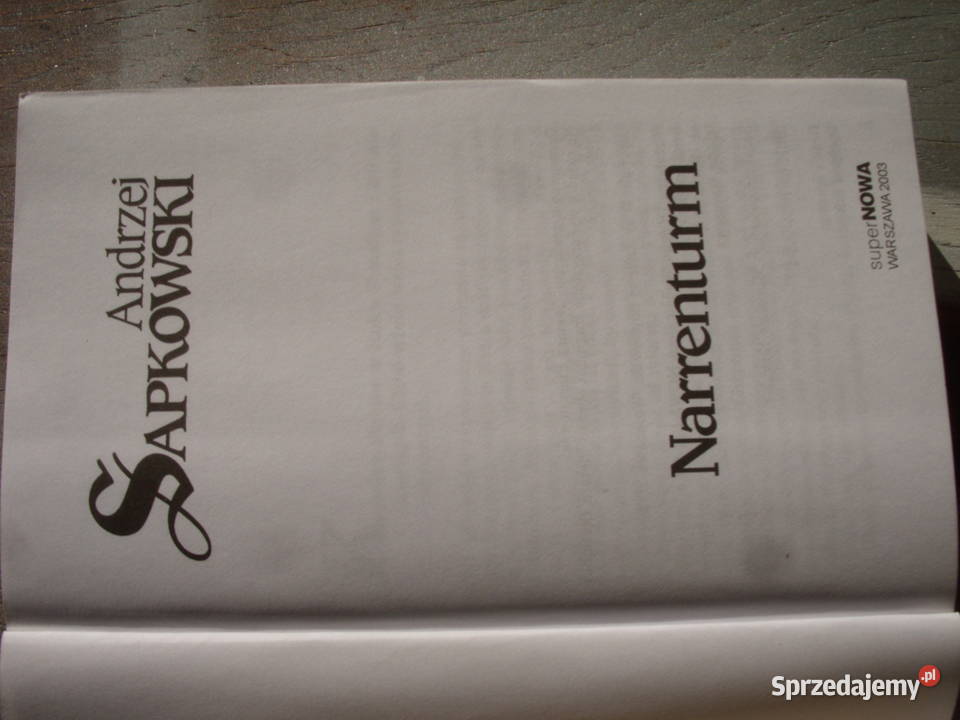 Andrzej
SAPKOWSKI
Narrenturm
superNOWA
WARSZAWA 2003
Sprzedajemy.pl